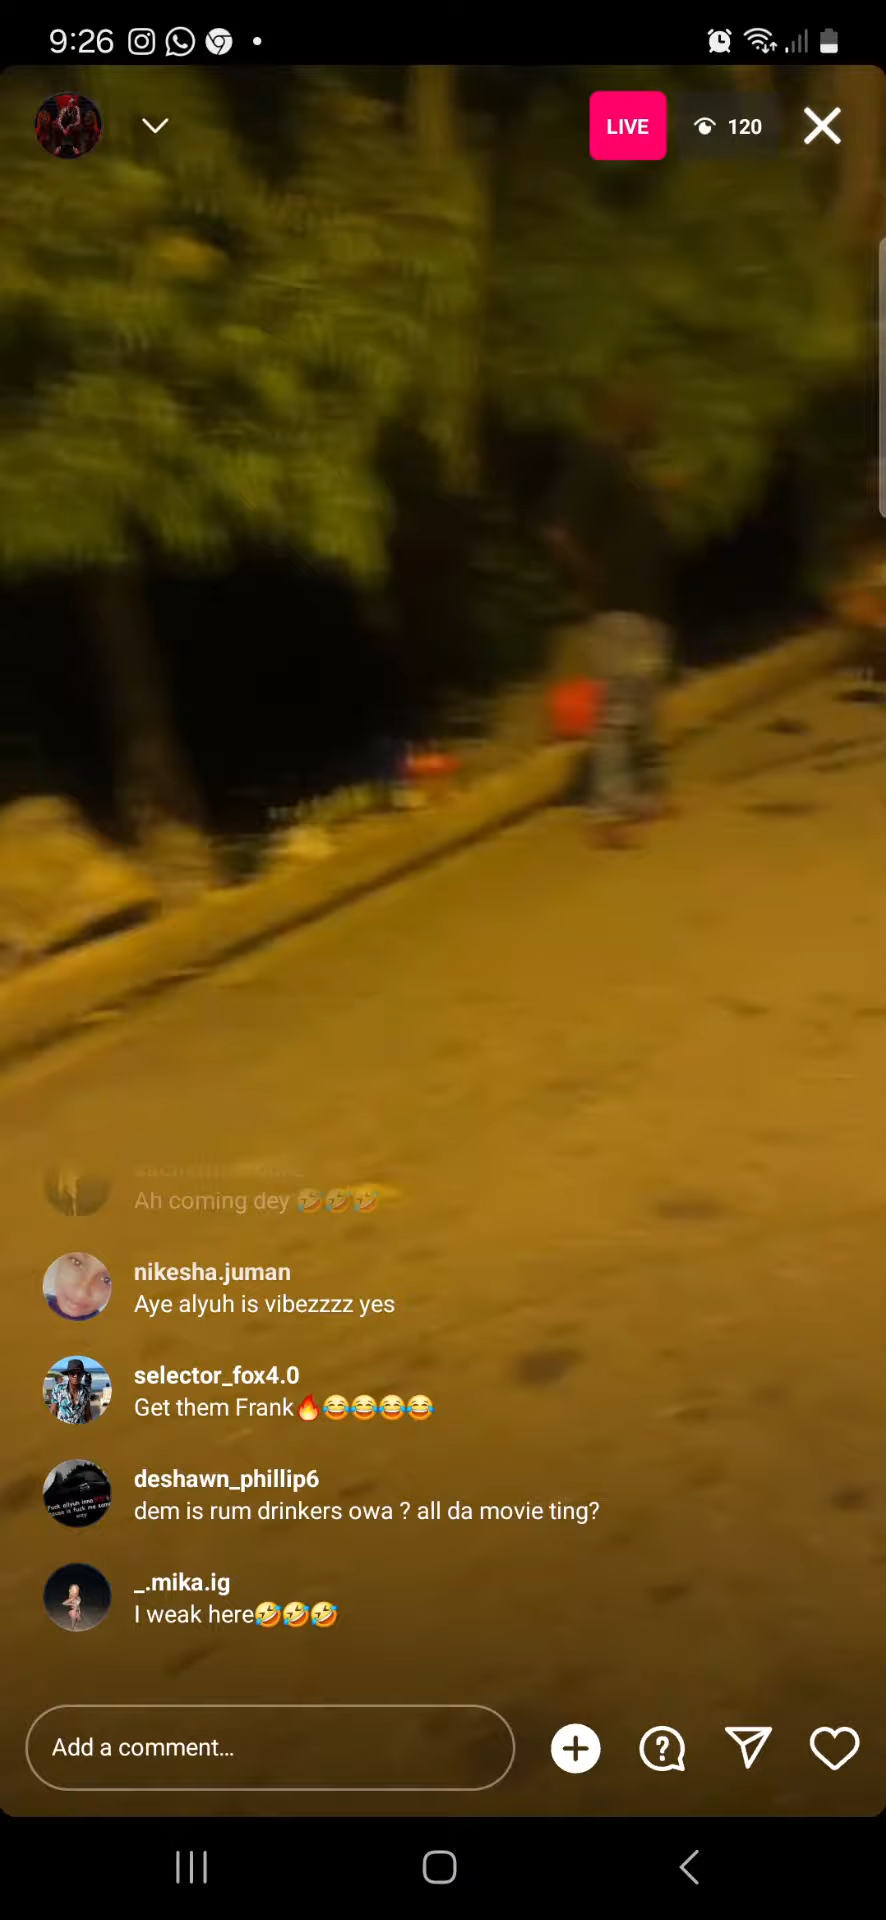 9:26
LIVE
120
Ah coming dey 🤣🤣🤣
nikesha.juman
Aye alyuh is vibezzzz yes
selector_fox4.0
Get them Frank🔥😂😂😂😂
deshawn_phillip6
dem is rum drinkers owa ? all da movie ting?
_.mika.ig
I weak here🤣🤣🤣
Add a comment...